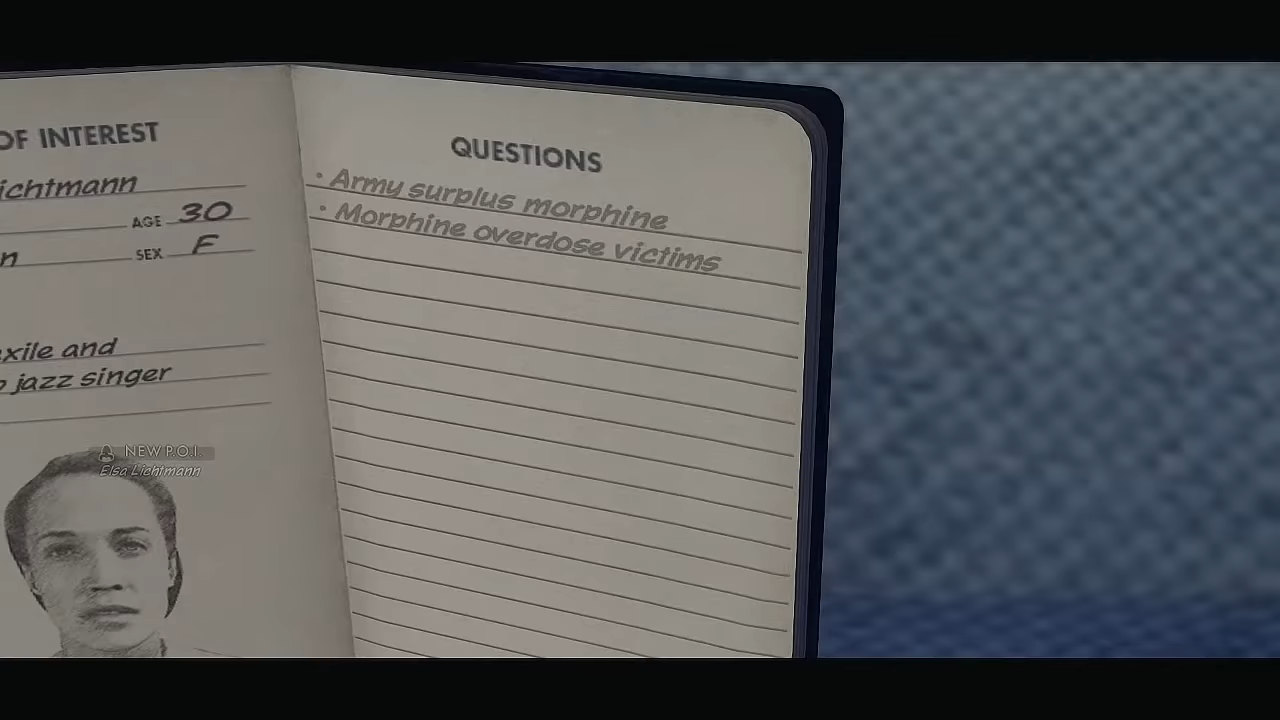 OF INTEREST
ichtmann
AGE 30
n SEX F
exile and
o jazz singer
NEW P.O.I.
Elsa Lichtmann
QUESTIONS
• Army surplus morphine
• Morphine overdose victims